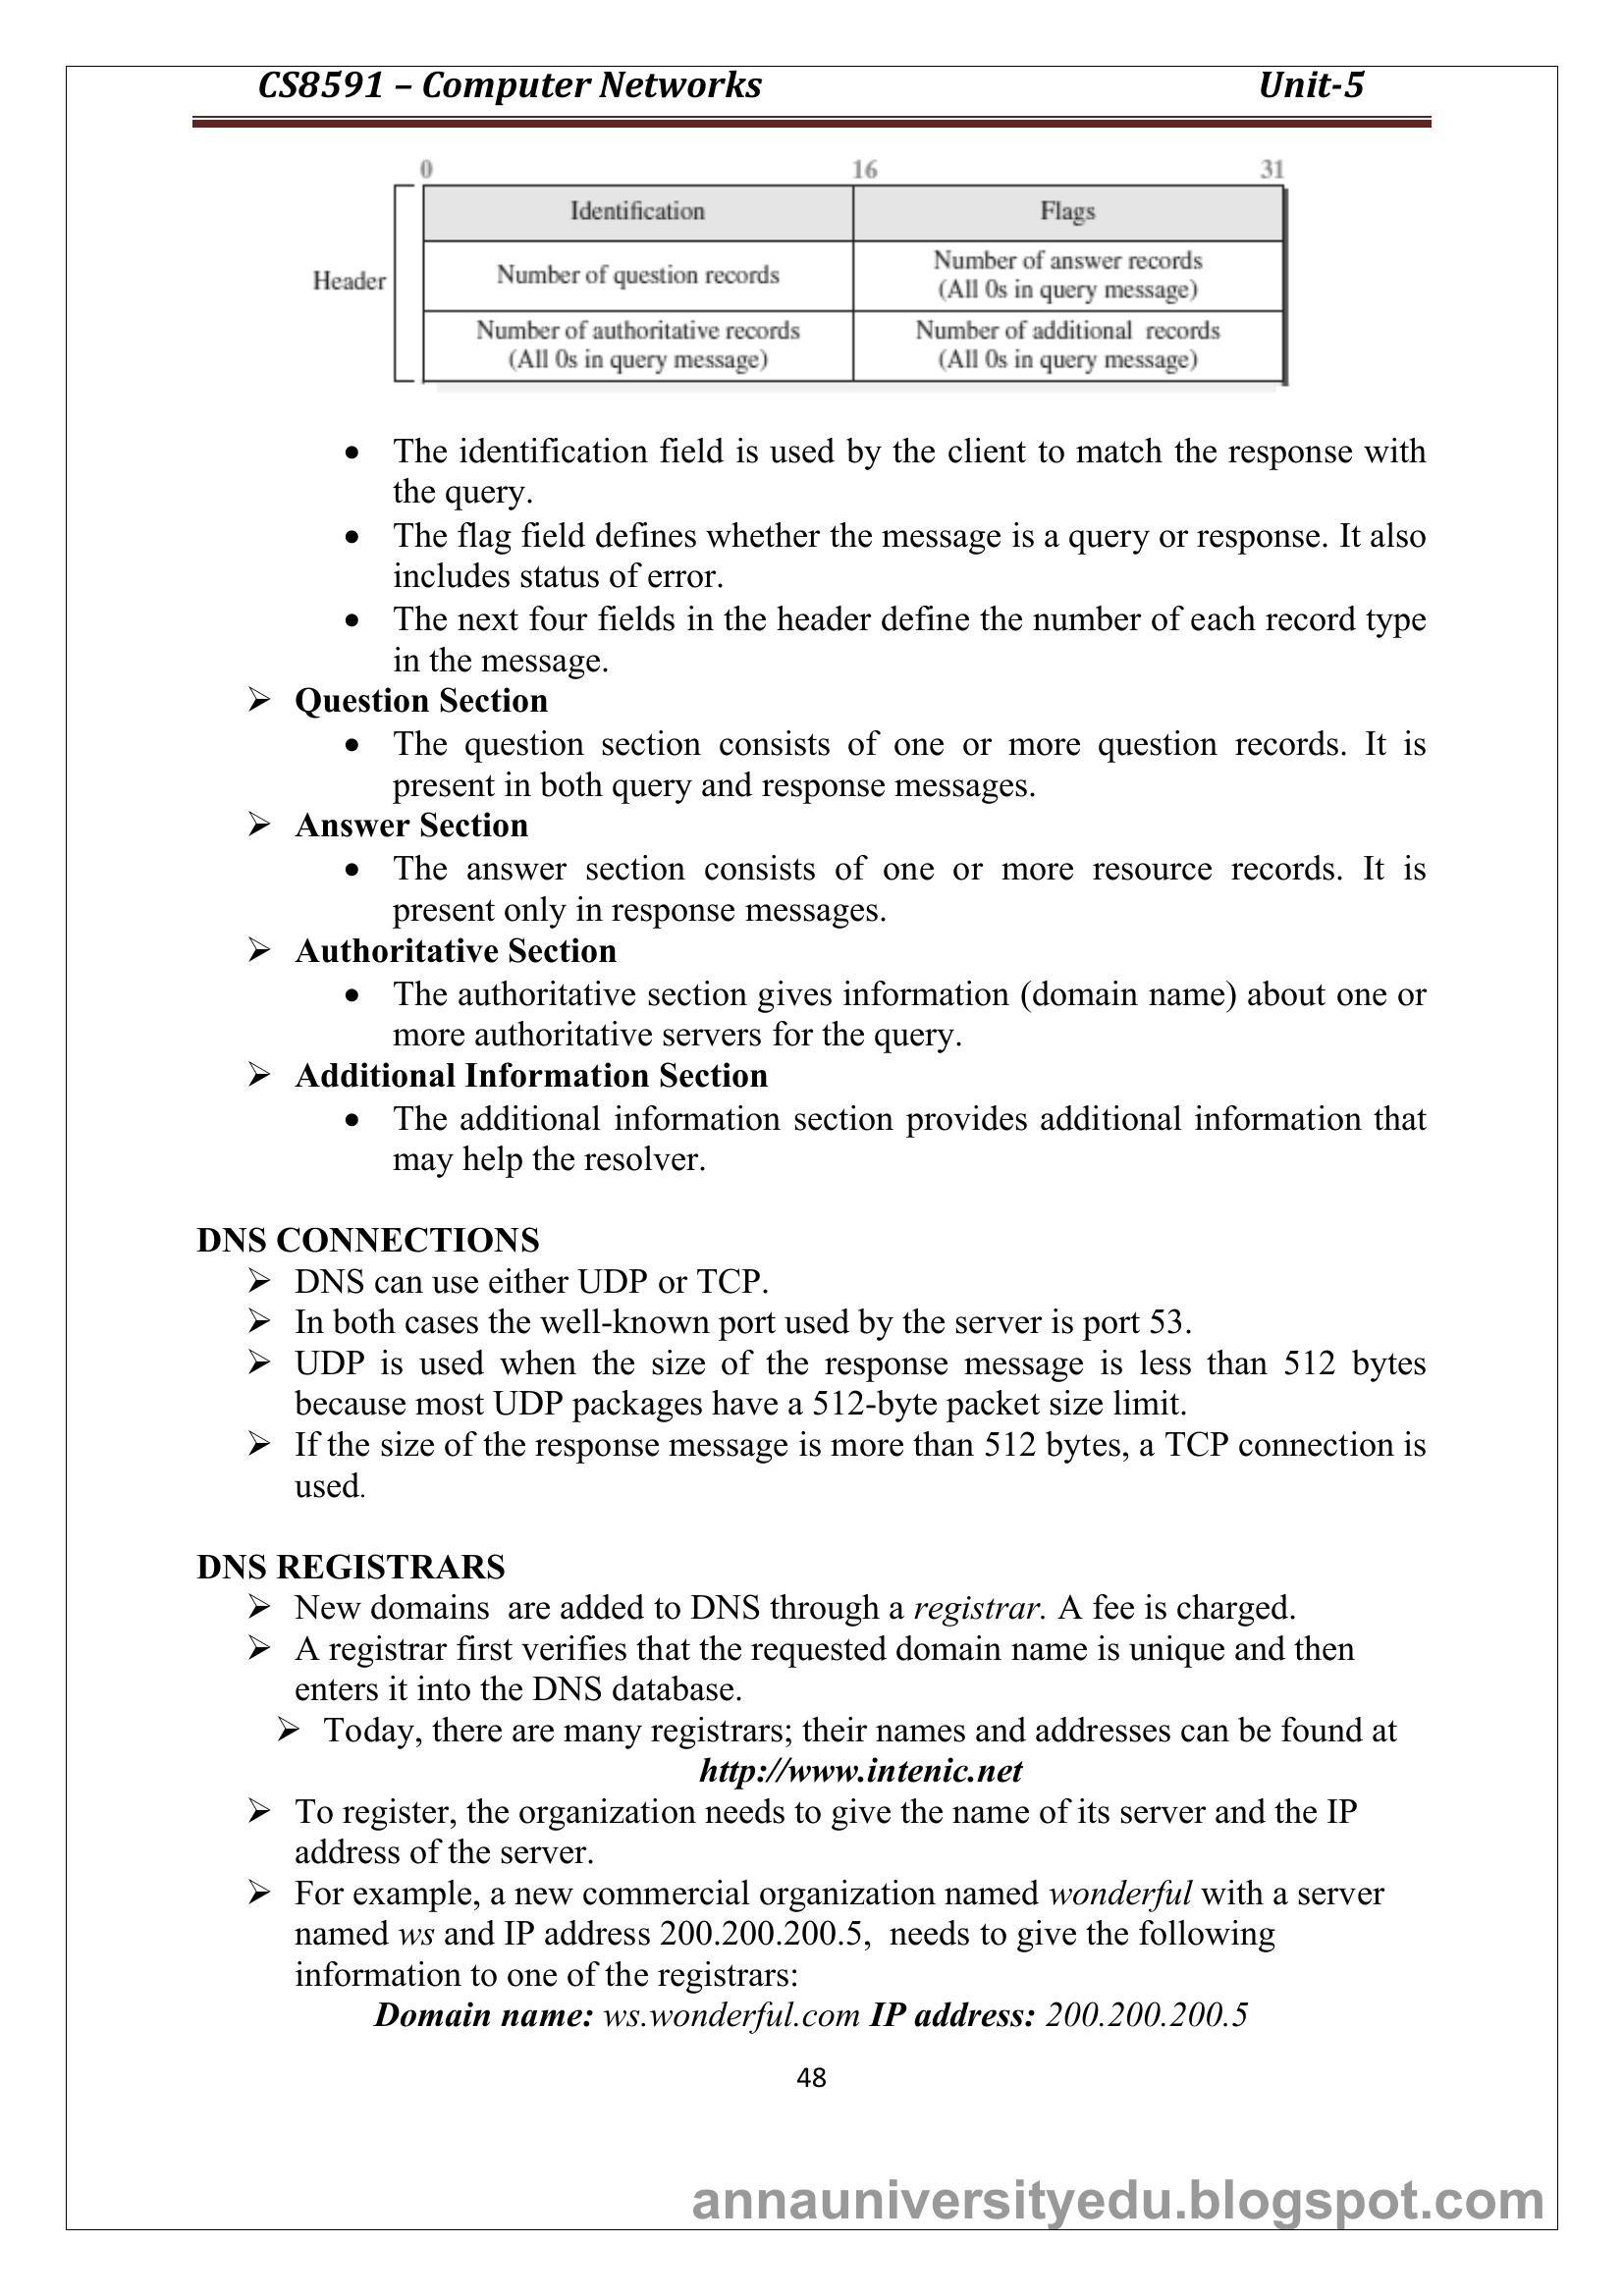 CS8591 – Computer Networks Unit-5
0 16 31
Identification Flags
Header
Number of question records
Number of answer records
(All 0s in query message)
Number of authoritative records
(All 0s in query message)
Number of additional records
(All 0s in query message)
• The identification field is used by the client to match the response with
the query.
• The flag field defines whether the message is a query or response. It also
includes status of error.
• The next four fields in the header define the number of each record type
in the message.
➢ Question Section
• The question section consists of one or more question records. It is
present in both query and response messages.
➢ Answer Section
• The answer section consists of one or more resource records. It is
present only in response messages.
➢ Authoritative Section
• The authoritative section gives information (domain name) about one or
more authoritative servers for the query.
➢ Additional Information Section
• The additional information section provides additional information that
may help the resolver.
DNS CONNECTIONS
➢ DNS can use either UDP or TCP.
➢ In both cases the well-known port used by the server is port 53.
➢ UDP is used when the size of the response message is less than 512 bytes
because most UDP packages have a 512-byte packet size limit.
➢ If the size of the response message is more than 512 bytes, a TCP connection is
used.
DNS REGISTRARS
➢ New domains are added to DNS through a registrar. A fee is charged.
➢ A registrar first verifies that the requested domain name is unique and then
enters it into the DNS database.
➢ Today, there are many registrars; their names and addresses can be found at
http://www.intenic.net
➢ To register, the organization needs to give the name of its server and the IP
address of the server.
➢ For example, a new commercial organization named wonderful with a server
named ws and IP address 200.200.200.5, needs to give the following
information to one of the registrars:
Domain name: ws.wonderful.com IP address: 200.200.200.5
48
annauniversityedu.blogspot.com